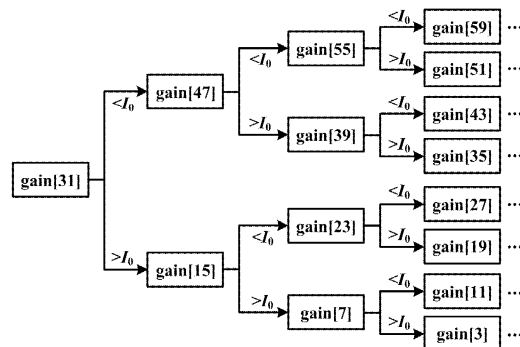 gain[31]
<I₀
gain[47]
>I₀
gain[15]
<I₀
gain[55]
>I₀
gain[39]
<I₀
gain[23]
>I₀
gain[7]
<I₀
gain[59] ...
>I₀
gain[51] ...
<I₀
gain[43] ...
>I₀
gain[35] ...
<I₀
gain[27] ...
>I₀
gain[19] ...
<I₀
gain[11] ...
>I₀
gain[3] ...